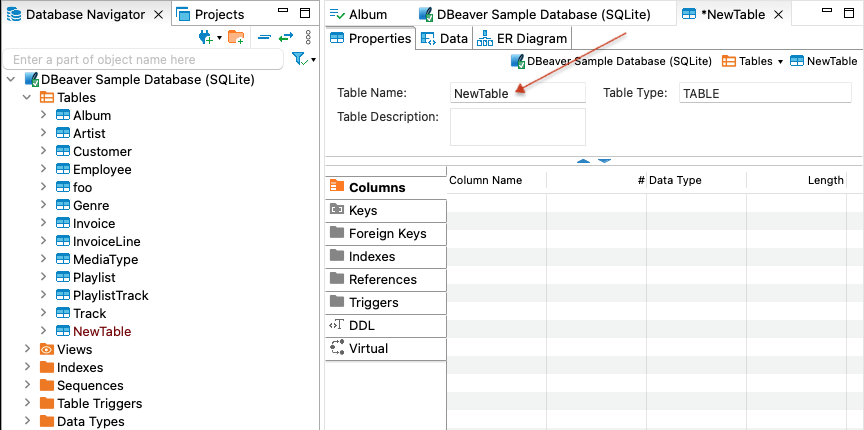 Database Navigator
Projects
Enter a part of object name here
DBeaver Sample Database (SQLite)
Tables
Album
Artist
Customer
Employee
foo
Genre
Invoice
InvoiceLine
MediaType
Playlist
PlaylistTrack
Track
NewTable
Views
Indexes
Sequences
Table Triggers
Data Types
Album
DBeaver Sample Database (SQLite)
*NewTable
Properties
Data
ER Diagram
DBeaver Sample Database (SQLite)
Tables
NewTable
Table Name:
NewTable
Table Type:
TABLE
Table Description:
Columns
Keys
Foreign Keys
Indexes
References
Triggers
DDL
Virtual
Column Name
# Data Type
Length